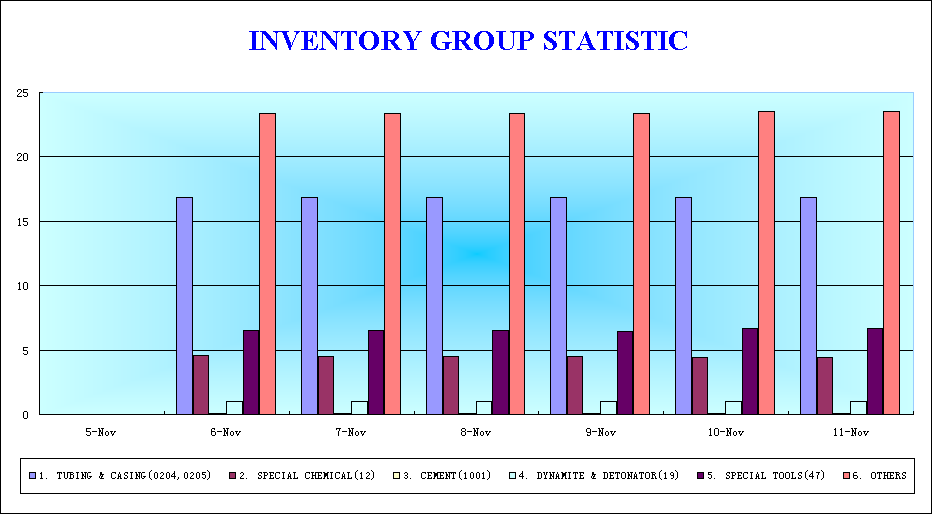 INVENTORY GROUP STATISTIC
25
20
15
10
5
0
5-Nov 6-Nov 7-Nov 8-Nov 9-Nov 10-Nov 11-Nov
1. TUBING & CASING(0204,0205) 2. SPECIAL CHEMICAL(12) 3. CEMENT(1001) 4. DYNAMITE & DETONATOR(19) 5. SPECIAL TOOLS(47) 6. OTHERS